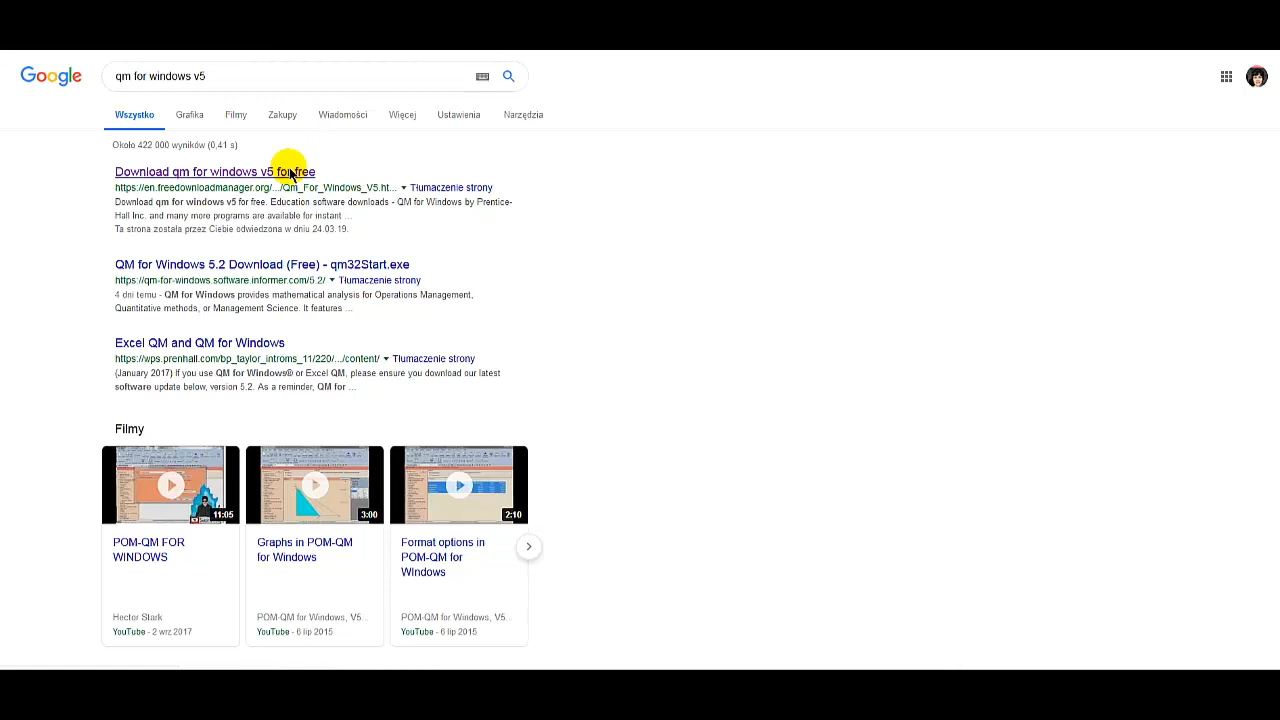 Google
qm for windows v5
Wszystko Grafika Filmy Zakupy Wiadomości Więcej Ustawienia Narzędzia
Około 422 000 wyników (0,41 s)
Download qm for windows v5 for free
https://en.freedownloadmanager.org/.../Qm_For_Windows_V5.ht... Tłumaczenie strony
Download qm for windows v5 for free. Education software downloads - QM for Windows by Prentice-
Hall Inc. and many more programs are available for instant ...
Ta strona została przez Ciebie odwiedzona w dniu 24.03.19.
QM for Windows 5.2 Download (Free) - qm32Start.exe
https://qm-for-windows.software.informer.com/5.2/ Tłumaczenie strony
4 dni temu - QM for Windows provides mathematical analysis for Operations Management,
Quantitative methods, or Management Science. It features ...
Excel QM and QM for Windows
https://wps.prenhall.com/bp_taylor_introms_11/220/.../content/ Tłumaczenie strony
(January 2017) If you use QM for Windows® or Excel QM, please ensure you download our latest
software update below, version 5.2. As a reminder, QM for ...
Filmy
11:05 3:00 2:10
POM-QM FOR
WINDOWS
Hector Stark
YouTube - 2 wrz 2017
Graphs in POM-QM
for Windows
POM-QM for Windows, V5...
YouTube - 6 lip 2015
Format options in
POM-QM for
WIndows
POM-QM for Windows, V5...
YouTube - 6 lip 2015